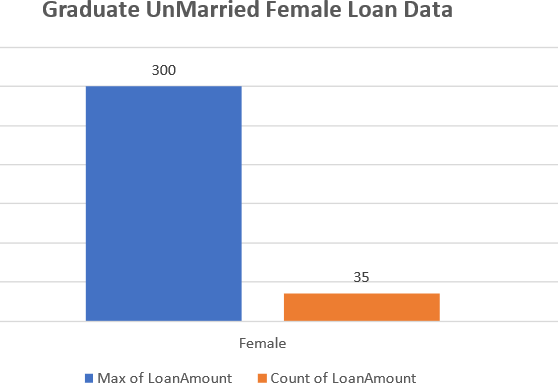 Graduate UnMarried Female Loan Data
300
35
Female
Max of LoanAmount Count of LoanAmount